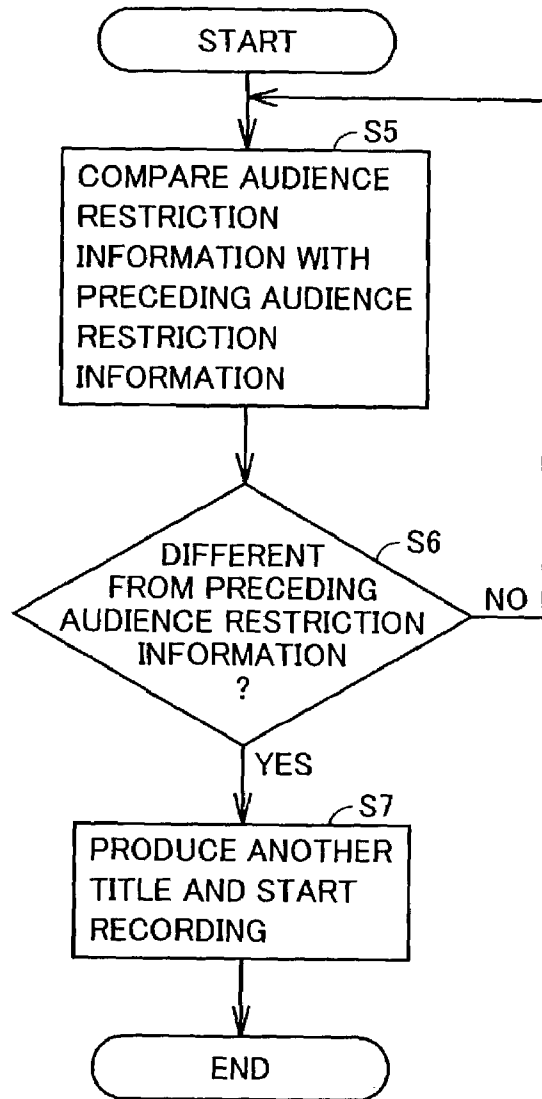 START
S5
COMPARE AUDIENCE
RESTRICTION
INFORMATION WITH
PRECEDING AUDIENCE
RESTRICTION
INFORMATION
S6
DIFFERENT
FROM PRECEDING
AUDIENCE RESTRICTION
INFORMATION
?
NO
YES
S7
PRODUCE ANOTHER
TITLE AND START
RECORDING
END